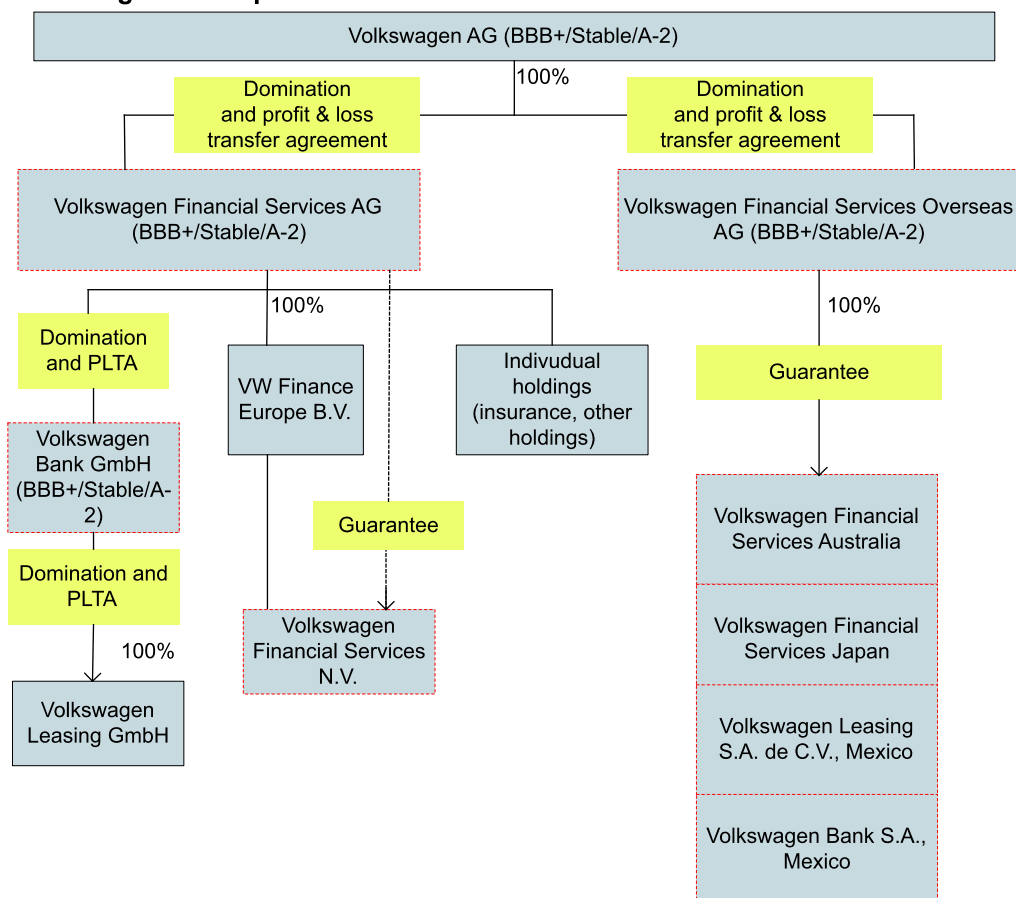 Volkswagen AG (BBB+/Stable/A-2)
100%
Domination
and profit & loss
transfer agreement
Domination
and profit & loss
transfer agreement
Volkswagen Financial Services AG
(BBB+/Stable/A-2)
Volkswagen Financial Services Overseas
AG (BBB+/Stable/A-2)
100%
100%
Domination
and PLTA
VW Finance
Europe B.V.
Indivudual
holdings
(insurance, other
holdings)
Guarantee
Volkswagen
Bank GmbH
(BBB+/Stable/A-
2)
Guarantee
Volkswagen Financial
Services Australia
Domination and
PLTA
100%
Volkswagen
Financial Services
N.V.
Volkswagen Financial
Services Japan
Volkswagen
Leasing GmbH
Volkswagen Leasing
S.A. de C.V., Mexico
Volkswagen Bank S.A.,
Mexico